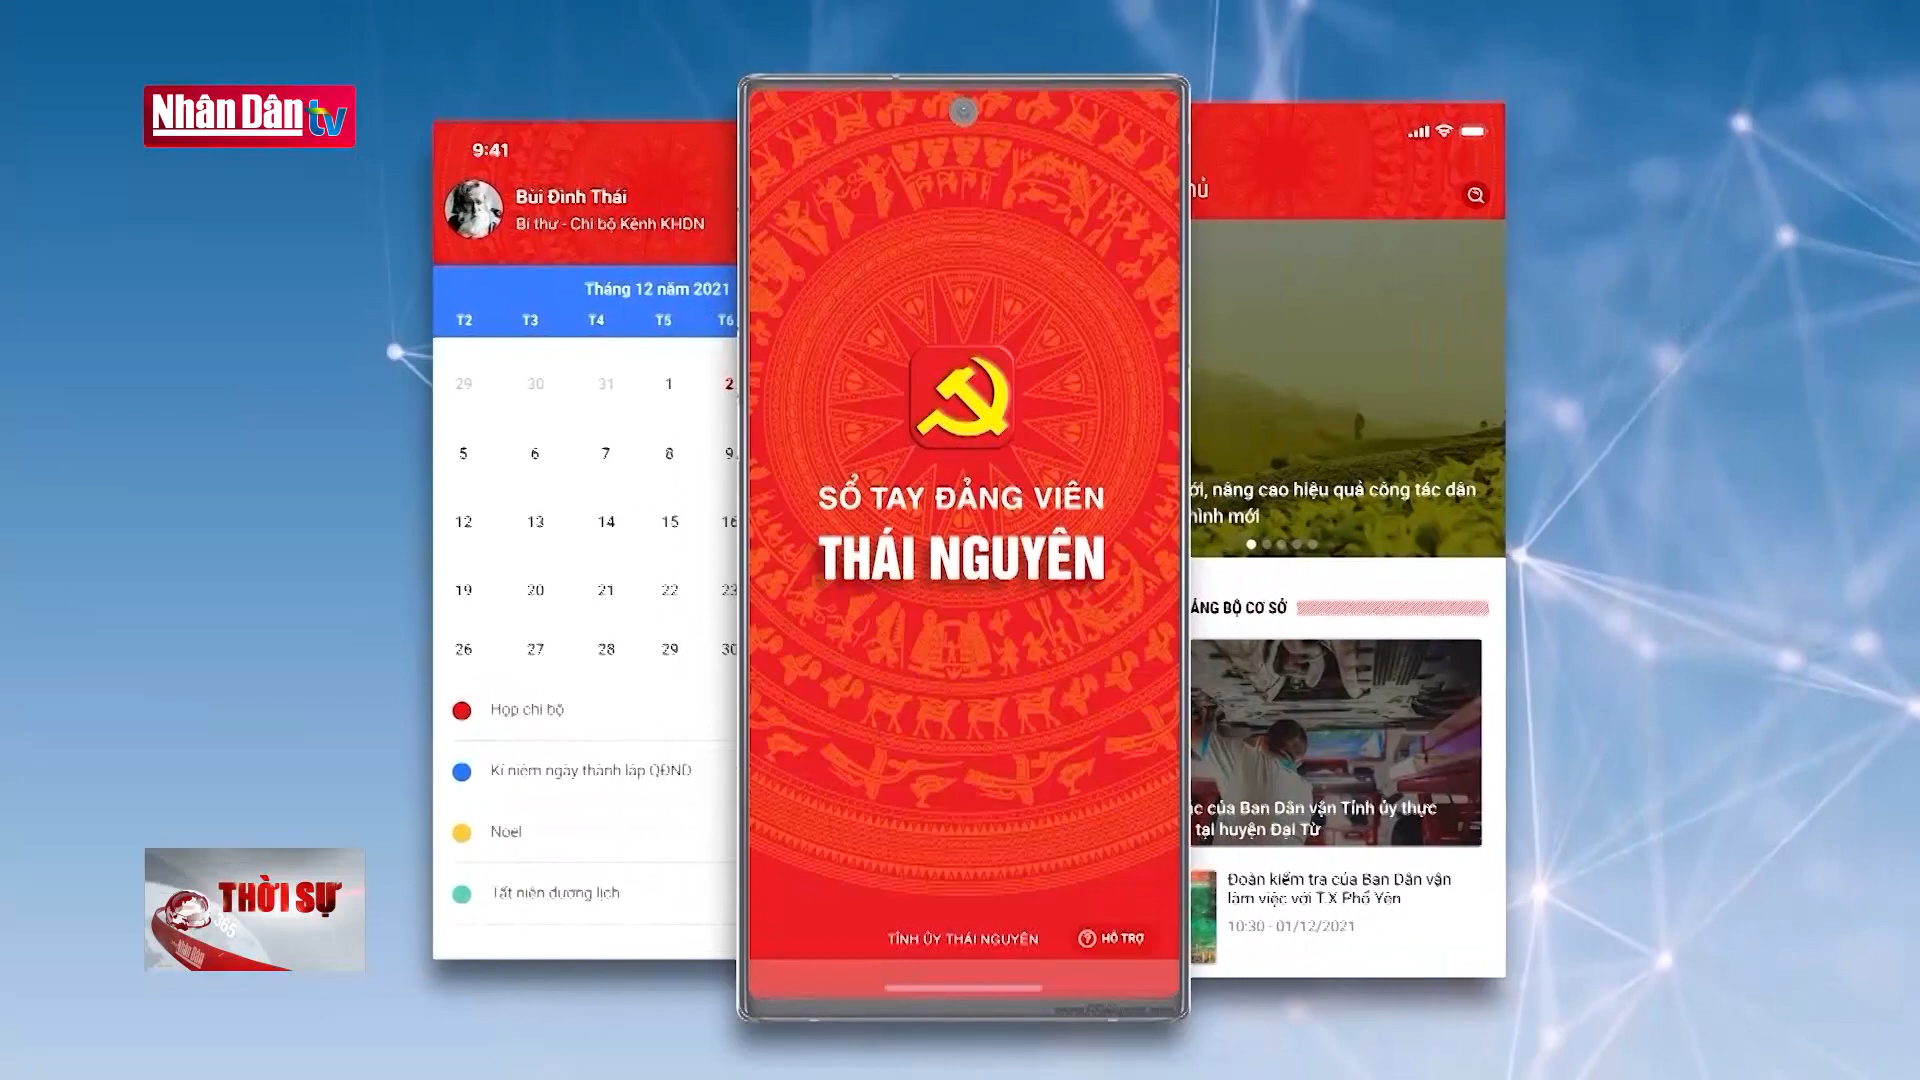 Nhân Dân tv
9:41
Bùi Đình Thái
Bí thư - Chi bộ Kênh KHDN
Tháng 12 năm 2021
T2 T3 T4 T5 T6
29 30 31 1 2
5 6 7 8 9
12 13 14 15 16
19 20 21 22 23
26 27 28 29 30
Họp chi bộ
Kỉ niệm ngày thành lập QĐND
Noel
Tất niên dương lịch
SỔ TAY ĐẢNG VIÊN
THÁI NGUYÊN
TỈNH ỦY THÁI NGUYÊN
HỖ TRỢ
hủ
ới, nâng cao hiệu quả công tác dân
hình mới
ẢNG BỘ CƠ SỞ
ác của Ban Dân vận Tỉnh ủy thực
tại huyện Đại Từ
Đoàn kiểm tra của Ban Dân vận
làm việc với T.X Phổ Yên
10:30 - 01/12/2021
THỜI SỰ
365
Nhân Dân